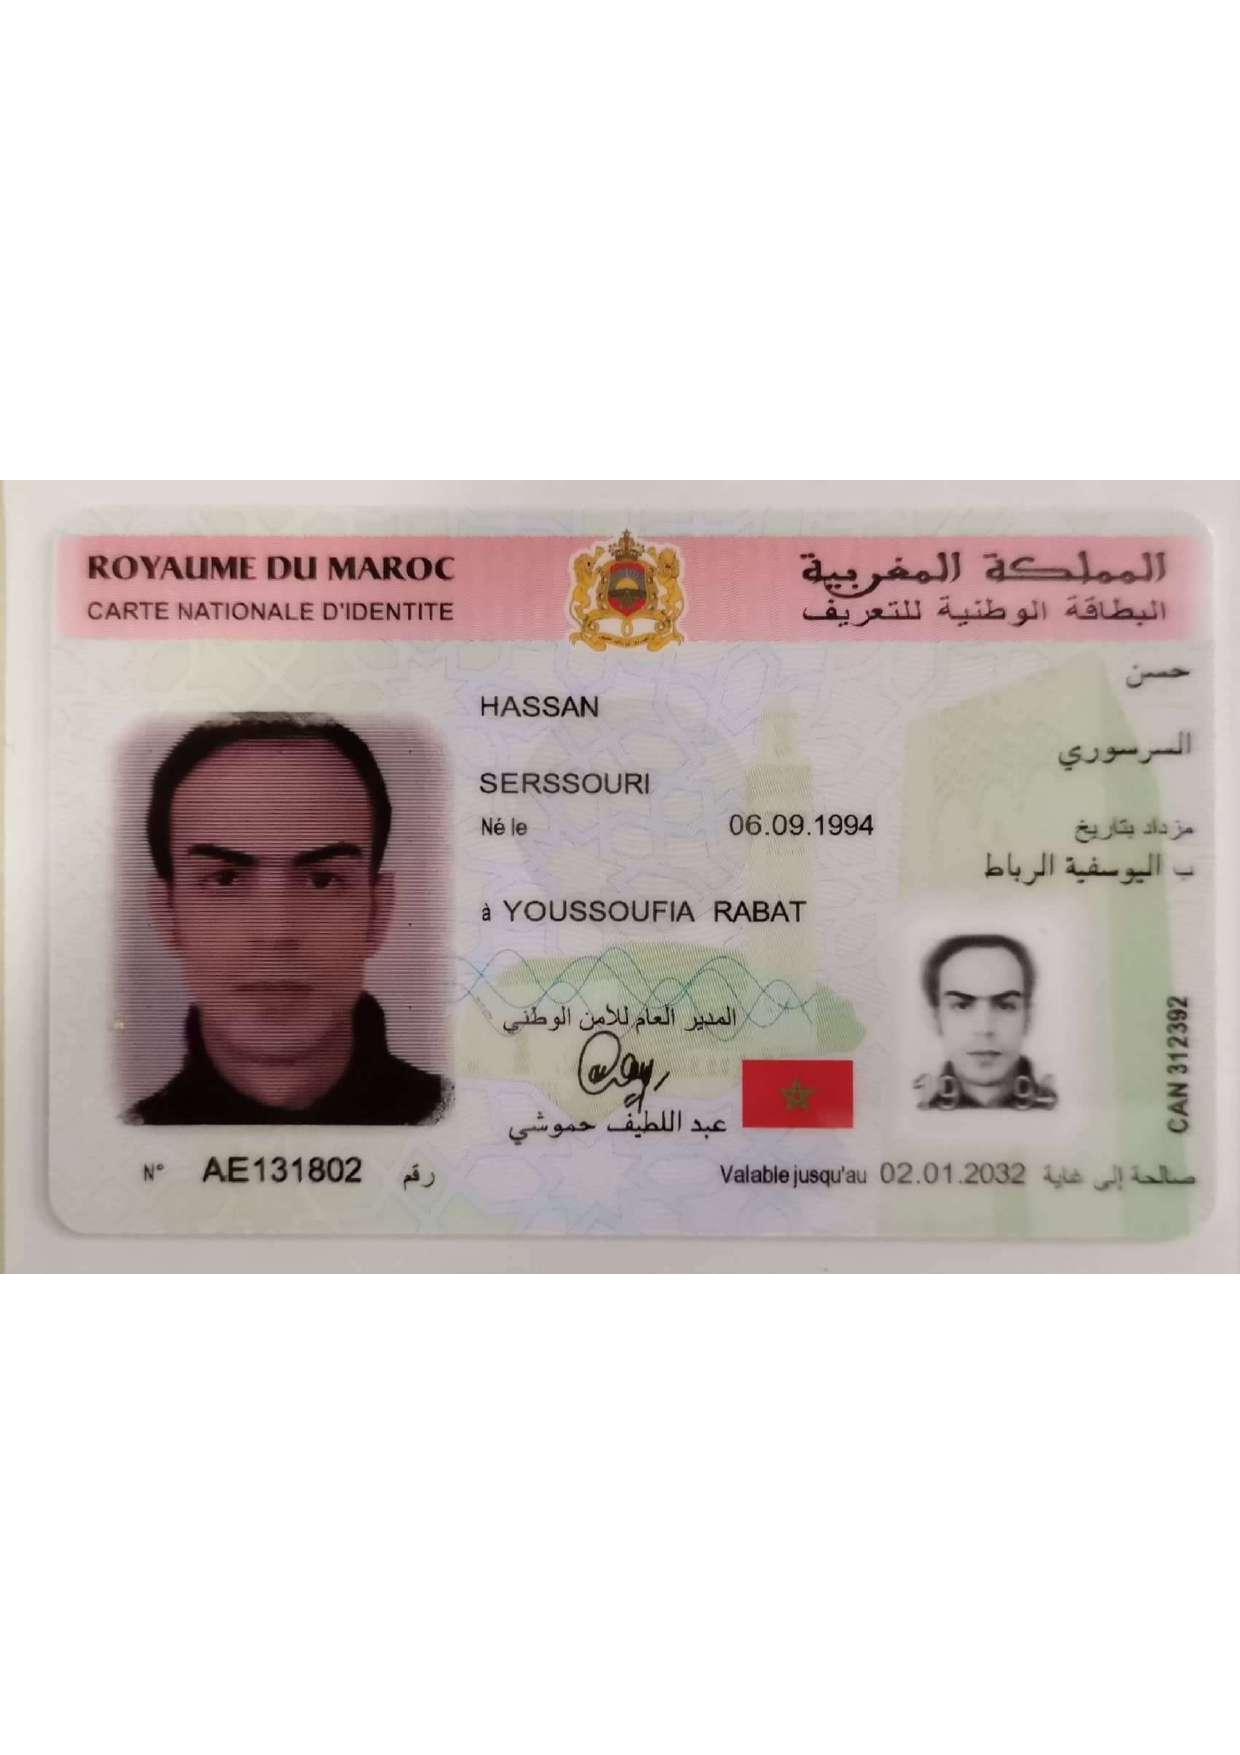 ROYAUME DU MAROC
المملكة المغربية
CARTE NATIONALE D'IDENTITE
البطاقة الوطنية للتعريف
حسن
HASSAN
السرسوري
SERSSOURI
Né le 06.09.1994 مزداد بتاريخ
ب اليوسفية الرباط
à YOUSSOUFIA RABAT
المدير العام للأمن الوطني
عبد اللطيف حموشي
1994
CAN 312392
N° AE131802 رقم
Valable jusqu'au 02.01.2032 صالحة إلى غاية